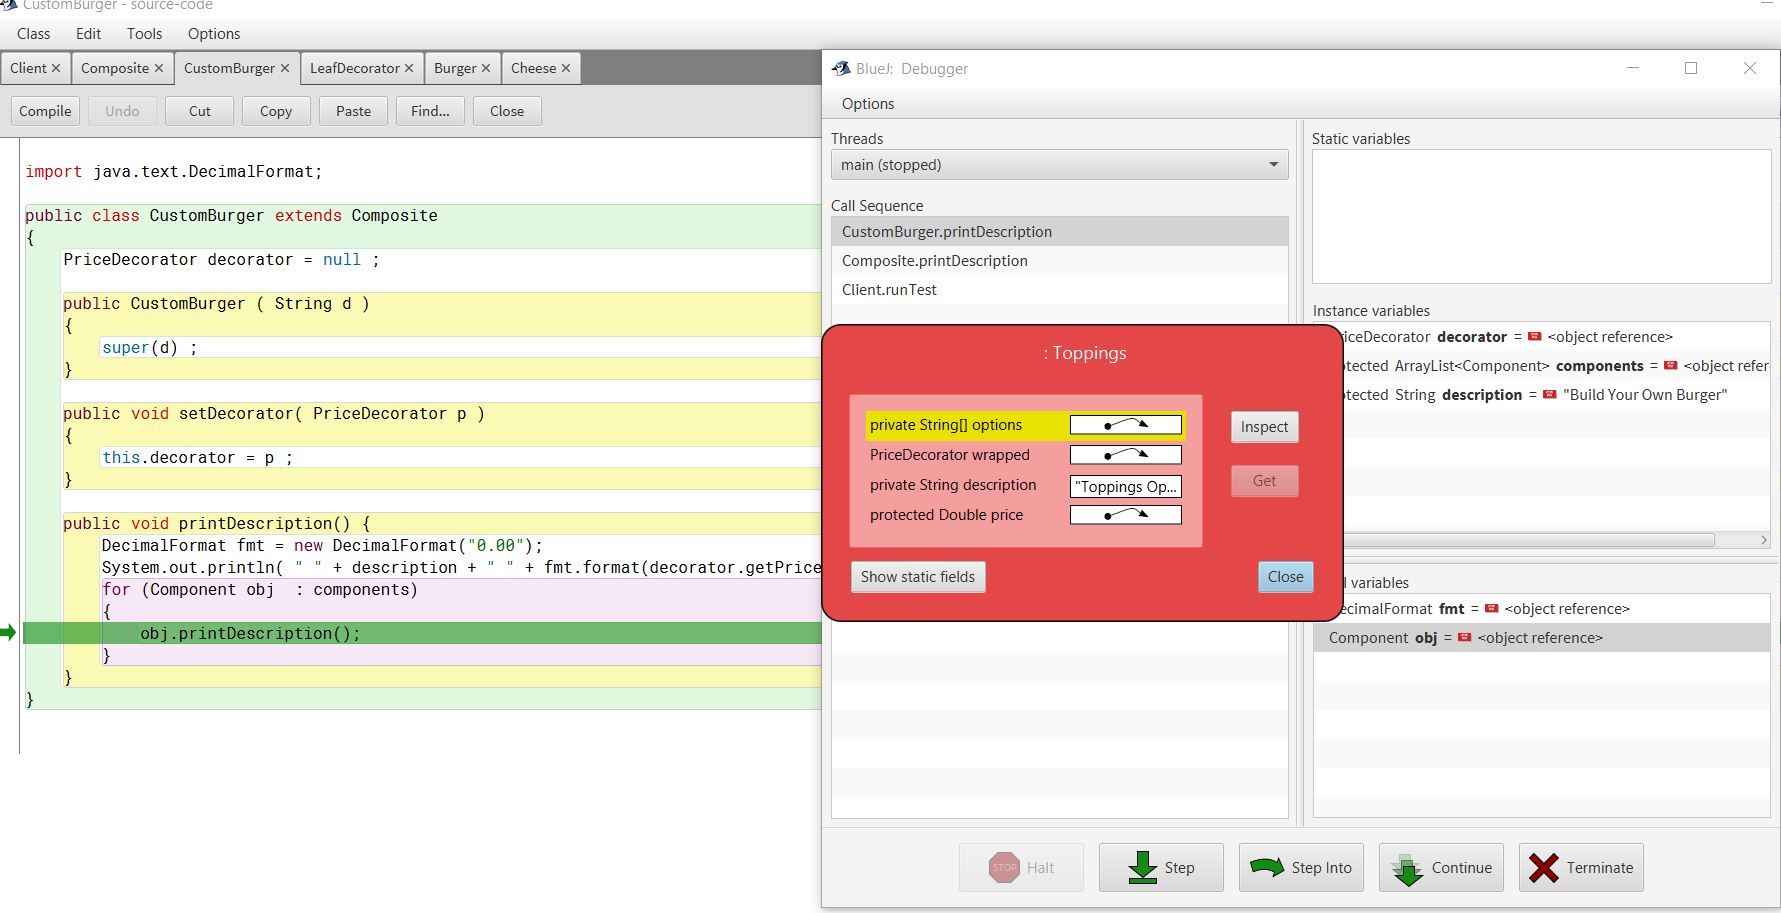 CustomBurger - source-code
Class Edit Tools Options
Client × Composite × CustomBurger × LeafDecorator × Burger × Cheese ×
Compile Undo Cut Copy Paste Find... Close
import java.text.DecimalFormat;
public class CustomBurger extends Composite
{
PriceDecorator decorator = null ;
public CustomBurger ( String d )
{
super(d) ;
}
public void setDecorator( PriceDecorator p )
{
this.decorator = p ;
}
public void printDescription() {
DecimalFormat fmt = new DecimalFormat("0.00");
System.out.println( " " + description + " " + fmt.format(decorator.getPrice
for (Component obj  : components)
{
obj.printDescription();
}
}
}
BlueJ: Debugger
Options
Threads
main (stopped)
Call Sequence
CustomBurger.printDescription
Composite.printDescription
Client.runTest
Static variables
Instance variables
riceDecorator decorator = <object reference>
tected ArrayList<Component> components = <object refer
tected String description = "Build Your Own Burger"
: Toppings
private String[] options
PriceDecorator wrapped
private String description "Toppings Op...
protected Double price
Inspect
Get
Show static fields
Close
l variables
ecimalFormat fmt = <object reference>
Component obj = <object reference>
STOP Halt
Step
Step Into
Continue
Terminate